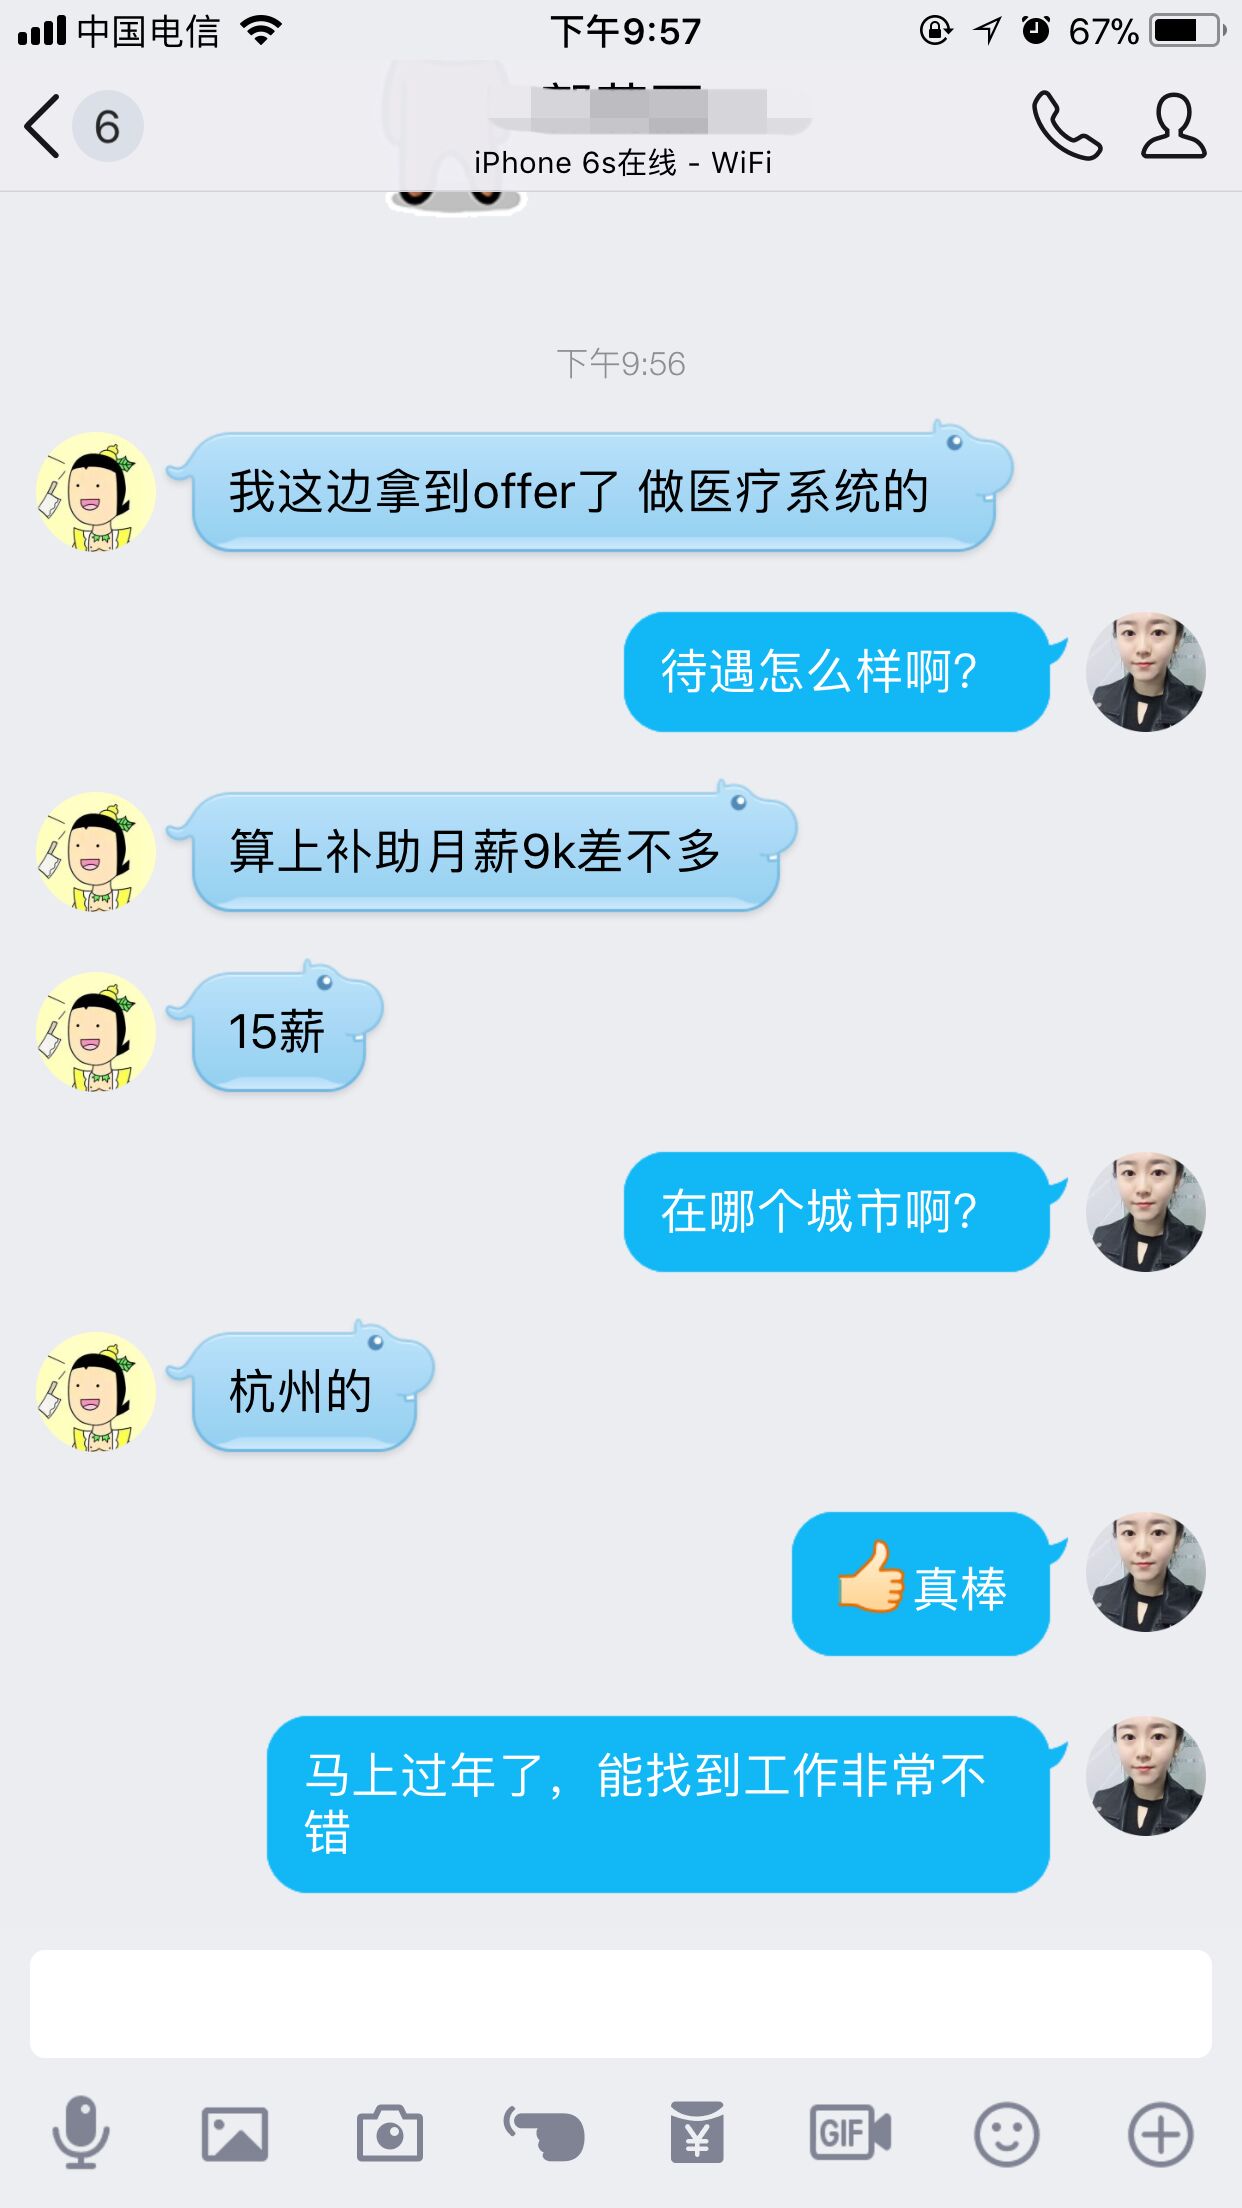 中国电信
下午9:57
67%
6
iPhone 6s在线 - WiFi
下午9:56
我这边拿到offer了 做医疗系统的
待遇怎么样啊?
算上补助月薪9k差不多
15薪
在哪个城市啊?
杭州的
👍真棒
马上过年了，能找到工作非常不
错
¥
GIF